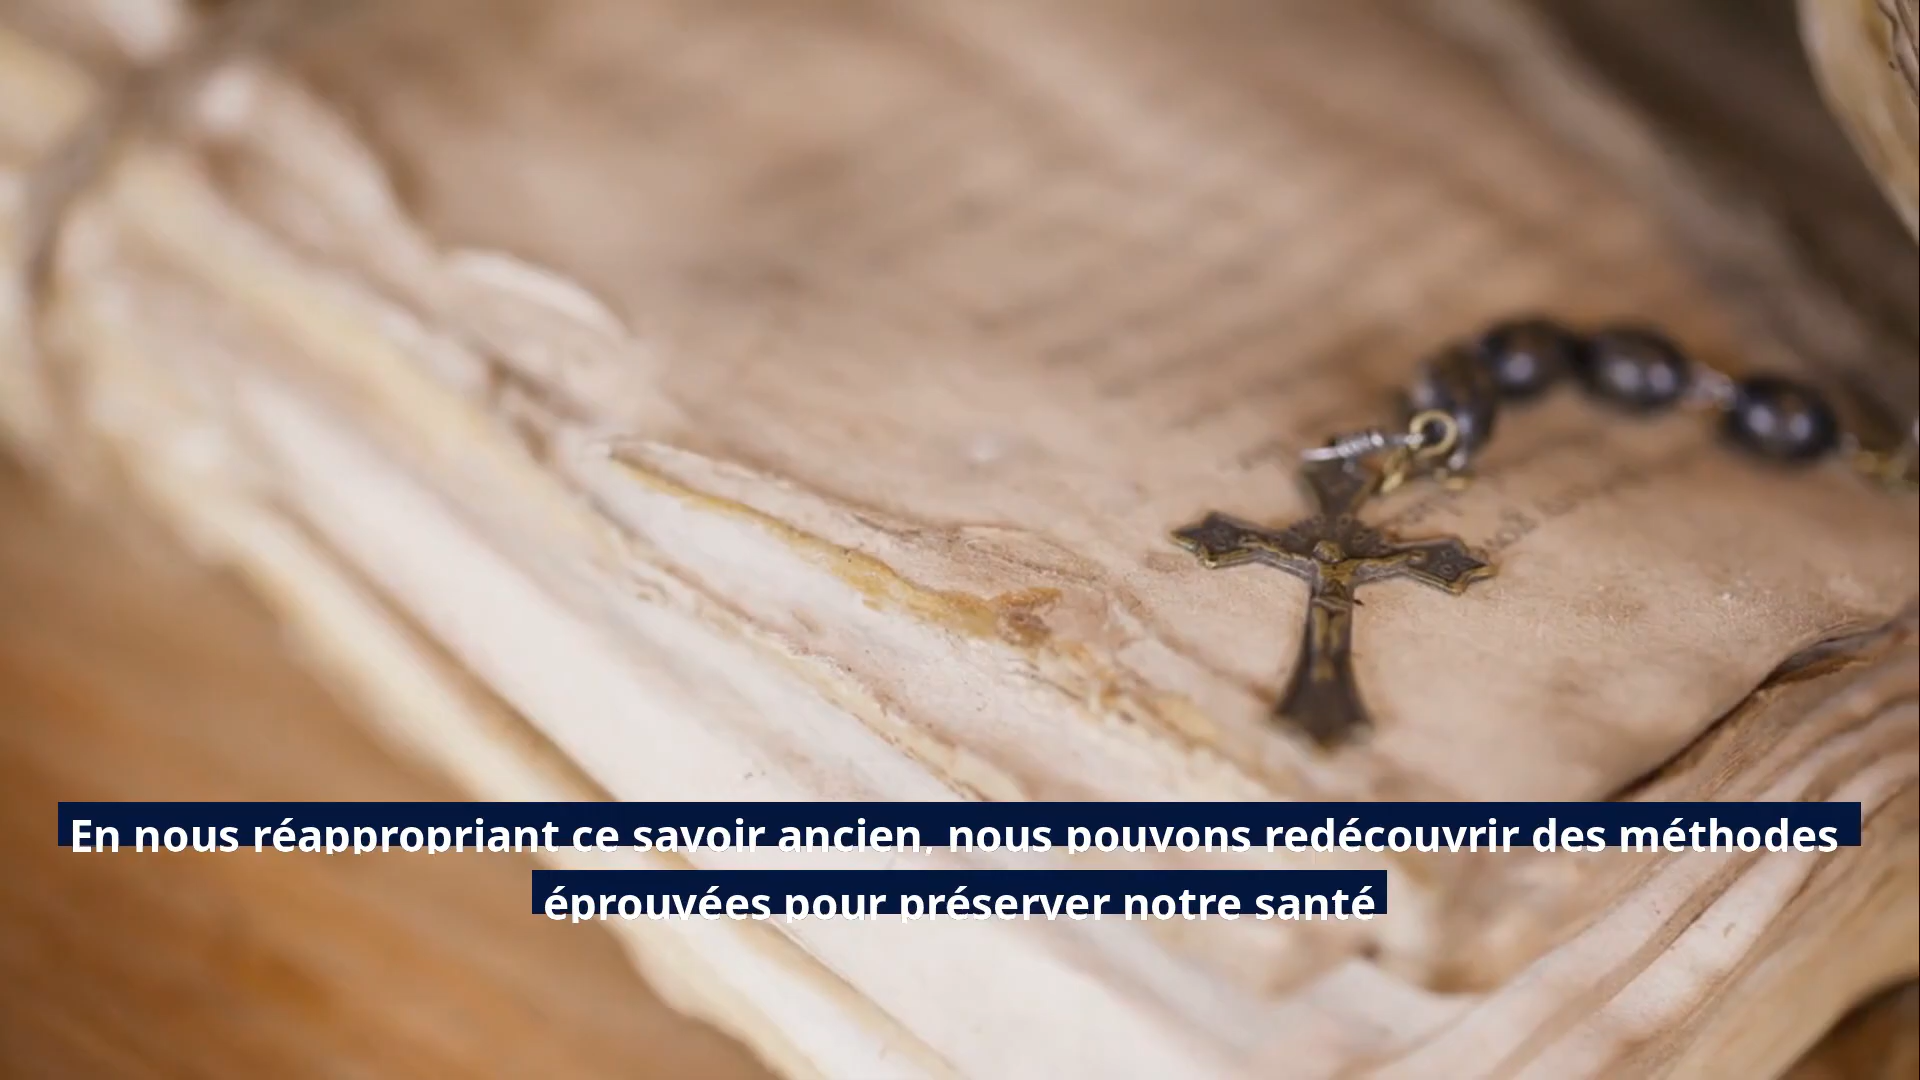 En nous réappropriant ce savoir ancien, nous pouvons redécouvrir des méthodes
éprouvées pour préserver notre santé